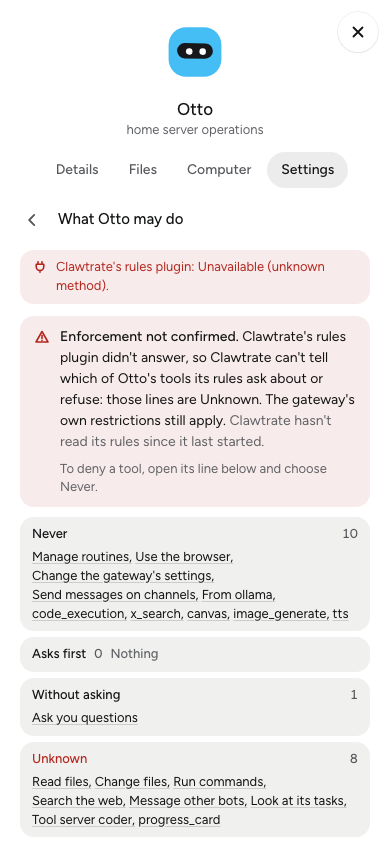 Otto
home server operations
Details Files Computer Settings
What Otto may do
Clawtrate's rules plugin: Unavailable (unknown
method).
Enforcement not confirmed. Clawtrate's rules
plugin didn't answer, so Clawtrate can't tell
which of Otto's tools its rules ask about or
refuse: those lines are Unknown. The gateway's
own restrictions still apply. Clawtrate hasn't
read its rules since it last started.
To deny a tool, open its line below and choose
Never.
Never 10
Manage routines, Use the browser,
Change the gateway's settings,
Send messages on channels, From ollama,
code_execution, x_search, canvas, image_generate, tts
Asks first 0 Nothing
Without asking 1
Ask you questions
Unknown 8
Read files, Change files, Run commands,
Search the web, Message other bots, Look at its tasks,
Tool server coder, progress_card